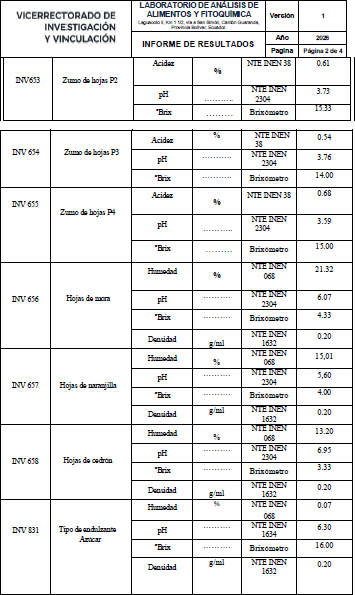 VICERRECTORADO DE
INVESTIGACIÓN
Y VINCULACIÓN
LABORATORIO DE ANÁLISIS DE
ALIMENTOS Y FITOQUÍMICA
Laguacoto II, Km 1 1/2, vía a San Simón, Cantón Guaranda,
Provincia Bolívar, Ecuador.
INFORME DE RESULTADOS
Versión 1
Año 2026
Pagina Página 2 de 4
INV653 Zumo de hojas P2 Acidez % NTE INEN 38 0.61
pH ........... NTE INEN 2304 3.73
°Brix ......... Brixómetro 15.33
INV 654 Zumo de hojas P3 Acidez % NTE INEN 38 0.54
pH ........... NTE INEN 2304 3.76
°Brix ........... Brixómetro 14.00
INV 655 Zumo de hojas P4 Acidez % NTE INEN 38 0.68
pH ........... NTE INEN 2304 3.59
°Brix ......... Brixómetro 15.00
INV 656 Hojas de mora Humedad % NTE INEN 068 21.32
pH ........... NTE INEN 2304 6.07
°Brix ........... Brixómetro 4.33
Densidad g/ml NTE INEN 1632 0.20
INV 657 Hojas de naranjilla Humedad % NTE INEN 068 15,01
pH ........... NTE INEN 2304 5,60
°Brix ........... Brixómetro 4.00
Densidad g/ml NTE INEN 1632 0.20
INV 658 Hojas de cedrón Humedad % NTE INEN 068 13.20
pH ........... NTE INEN 2304 6.95
°Brix ........... Brixómetro 3.33
Densidad g/ml NTE INEN 1632 0.20
INV 831 Tipo de endulzante Azúcar Humedad % NTE INEN 068 0.07
pH ........... NTE INEN 1634 6.30
°Brix ........... Brixómetro 16.00
Densidad g/ml NTE INEN 1632 0.20